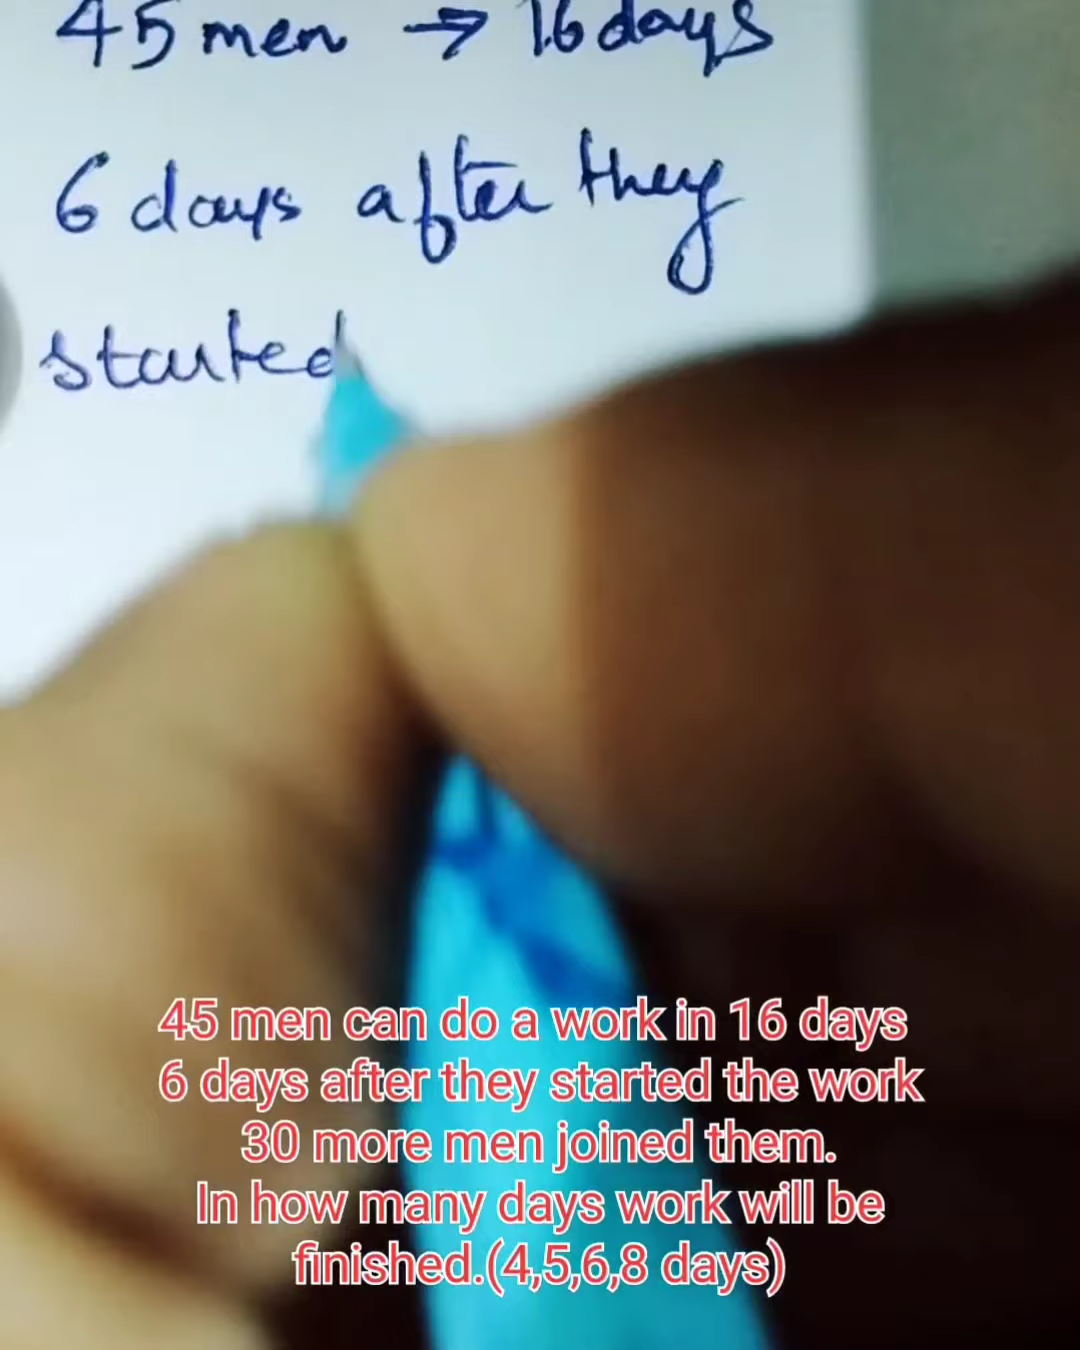 45 men → 16 days
6 days after they
started
45 men can do a work in 16 days
6 days after they started the work
30 more men joined them.
In how many days work will be
finished.(4,5,6,8 days)